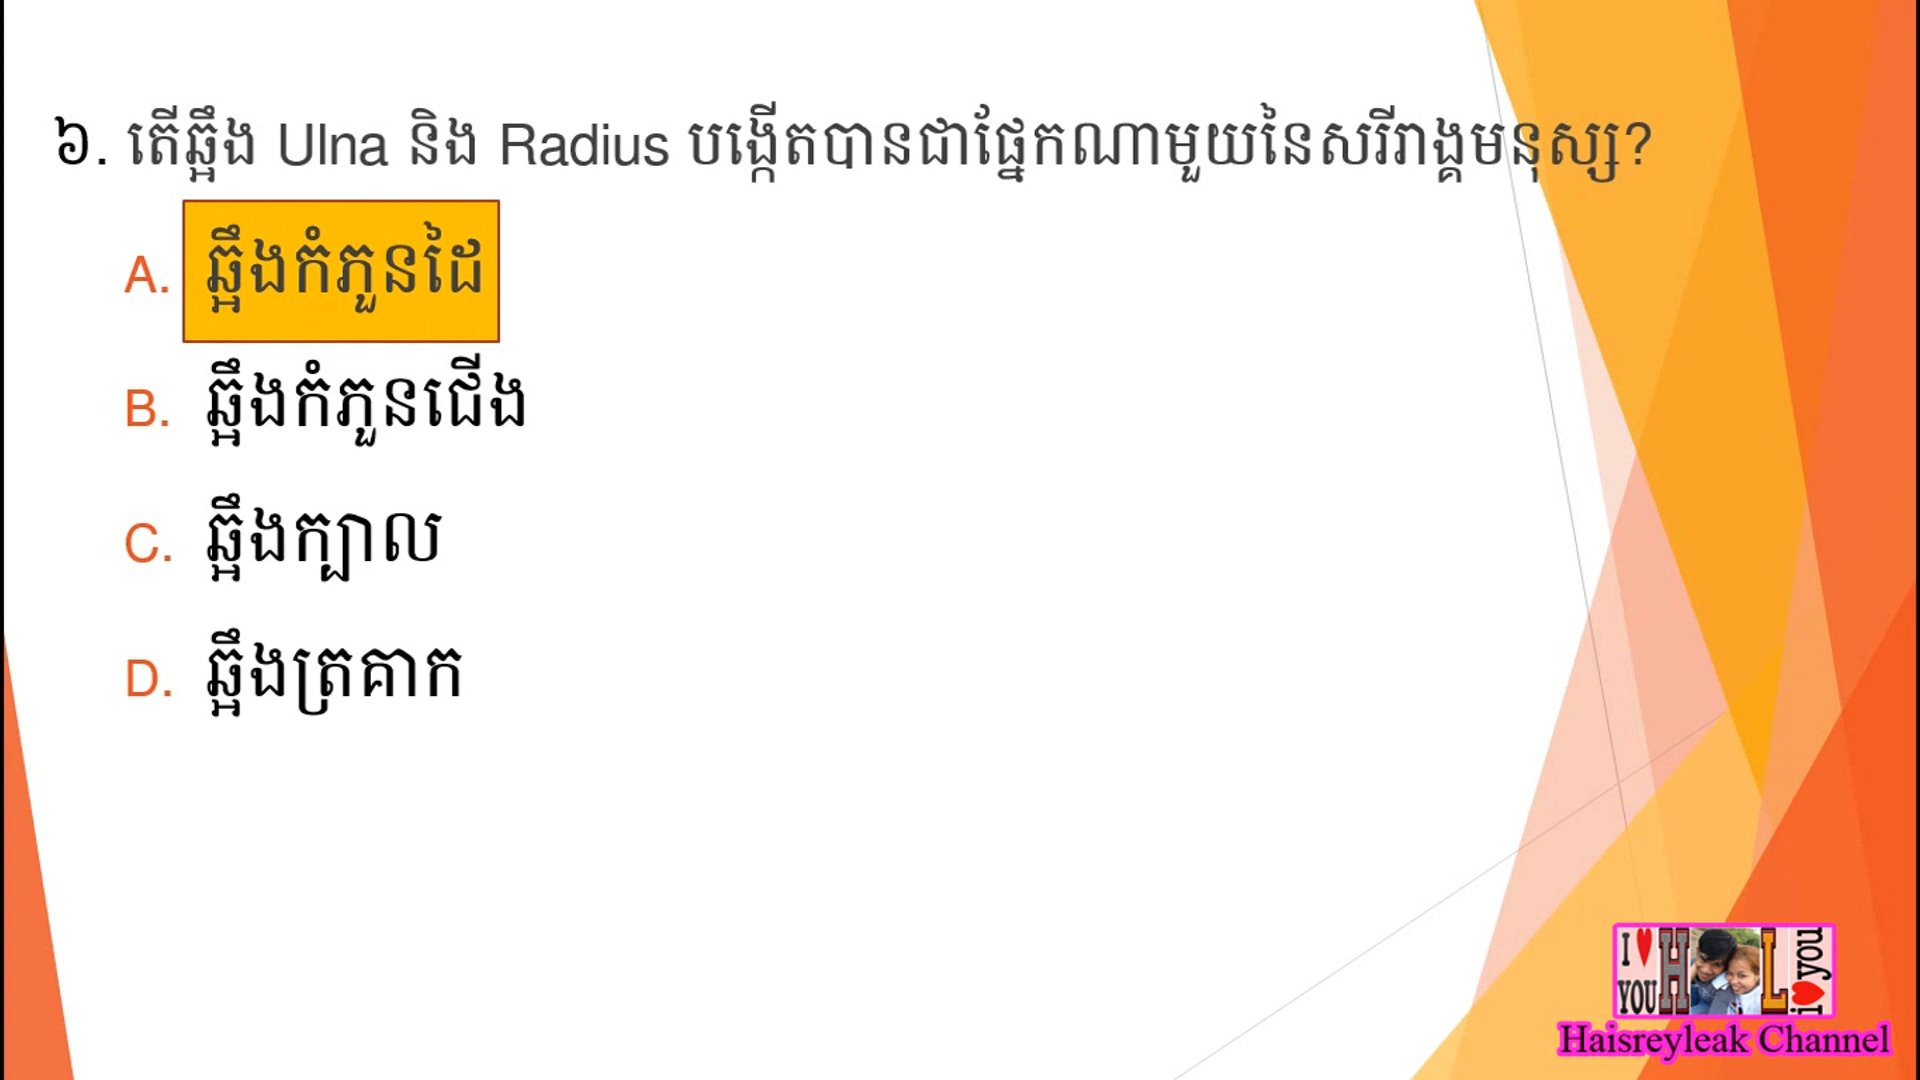 ៦. តើឆ្អឹង Ulna និង Radius បង្កើតបានជាផ្នែកណាមួយនៃសរីរាង្គមនុស្ស?
A. ឆ្អឹងកំភួនដៃ
B. ឆ្អឹងកំភួនជើង
C. ឆ្អឹងក្បាល
D. ឆ្អឹងត្រគាក
I ♥ YOU H L i ♥ you
Haisreyleak Channel